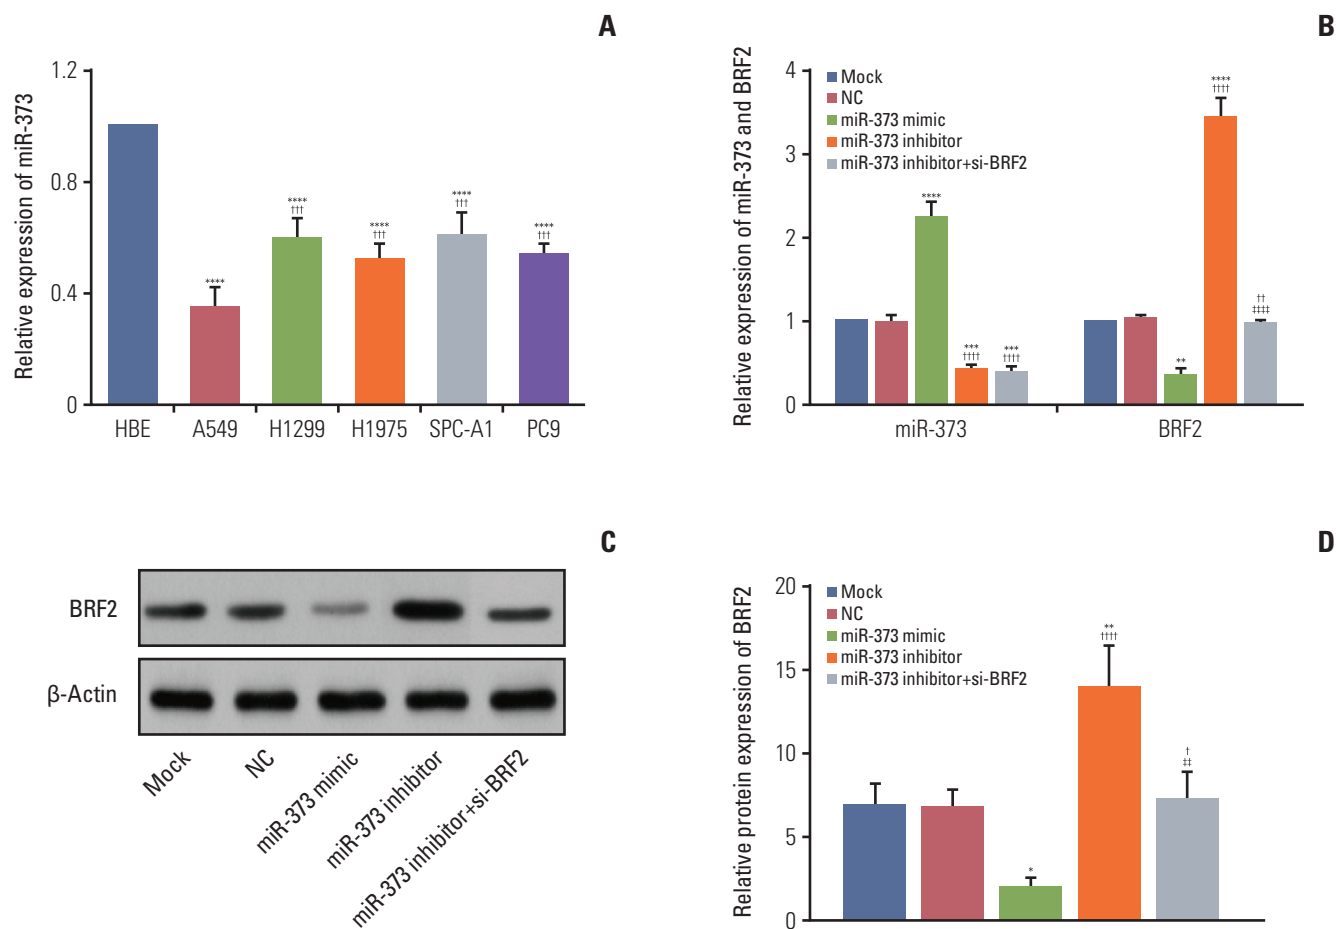 A
Relative expression of miR-373
1.2
0.8
0.4
0
****
****
†††
****
†††
****
†††
****
†††
HBE
A549
H1299
H1975
SPC-A1
PC9
B
Relative expression of miR-373 and BRF2
4
3
2
1
0
Mock
NC
miR-373 mimic
miR-373 inhibitor
miR-373 inhibitor+si-BRF2
****
***
††††
***
††††
**
****
††††
††
‡‡‡‡
miR-373
BRF2
C
BRF2
β-Actin
Mock
NC
miR-373 mimic
miR-373 inhibitor
miR-373 inhibitor+si-BRF2
D
Relative protein expression of BRF2
20
15
10
5
0
Mock
NC
miR-373 mimic
miR-373 inhibitor
miR-373 inhibitor+si-BRF2
*
**
††††
†
‡‡